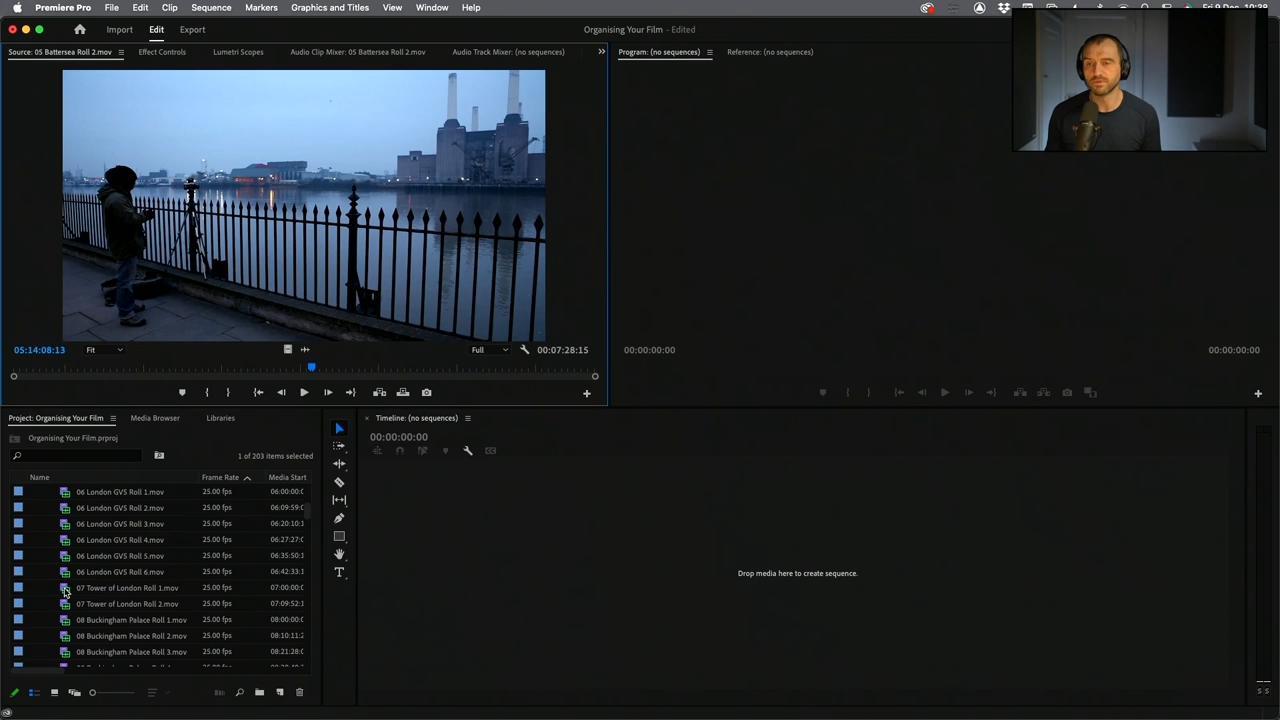 Premiere Pro File Edit Clip Sequence Markers Graphics and Titles View Window Help Fri 9 Dec
Import Edit Export Organising Your Film - Edited
Source: 05 Battersea Roll 2.mov Effect Controls Lumetri Scopes Audio Clip Mixer: 05 Battersea Roll 2.mov Audio Track Mixer: (no sequences) Program: (no sequences) Reference: (no sequences)
05:14:08:13 Fit Full 00:07:28:15 00:00:00:00 00:00:00:00
Project: Organising Your Film Media Browser Libraries Timeline: (no sequences)
Organising Your Film.prproj 00:00:00:00
1 of 203 items selected
Name Frame Rate Media Start
06 London GVS Roll 1.mov 25.00 fps 06:00:00:0
06 London GVS Roll 2.mov 25.00 fps 06:09:59:
06 London GVS Roll 3.mov 25.00 fps 06:20:10:1
06 London GVS Roll 4.mov 25.00 fps 06:27:27:
06 London GVS Roll 5.mov 25.00 fps 06:35:50:1
06 London GVS Roll 6.mov 25.00 fps 06:42:33:1
07 Tower of London Roll 1.mov 25.00 fps 07:00:00:0
07 Tower of London Roll 2.mov 25.00 fps 07:09:52:1
08 Buckingham Palace Roll 1.mov 25.00 fps 08:00:00:0
08 Buckingham Palace Roll 2.mov 25.00 fps 08:10:11:2
08 Buckingham Palace Roll 3.mov 25.00 fps 08:21:28:
Drop media here to create sequence.
S S